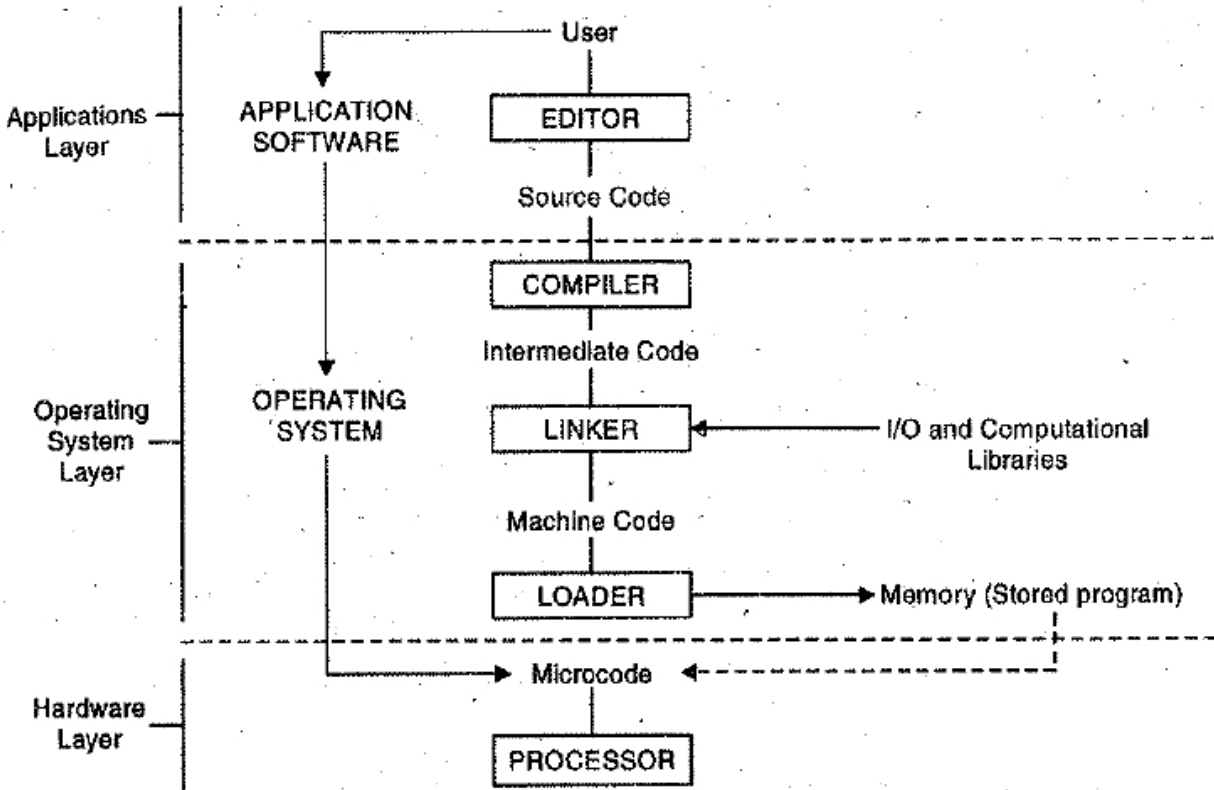 User
Applications
Layer
APPLICATION
SOFTWARE
EDITOR
Source Code
COMPILER
Intermediate Code
Operating
System
Layer
OPERATING
SYSTEM
LINKER
I/O and Computational
Libraries
Machine Code
LOADER
Memory (Stored program)
Microcode
Hardware
Layer
PROCESSOR